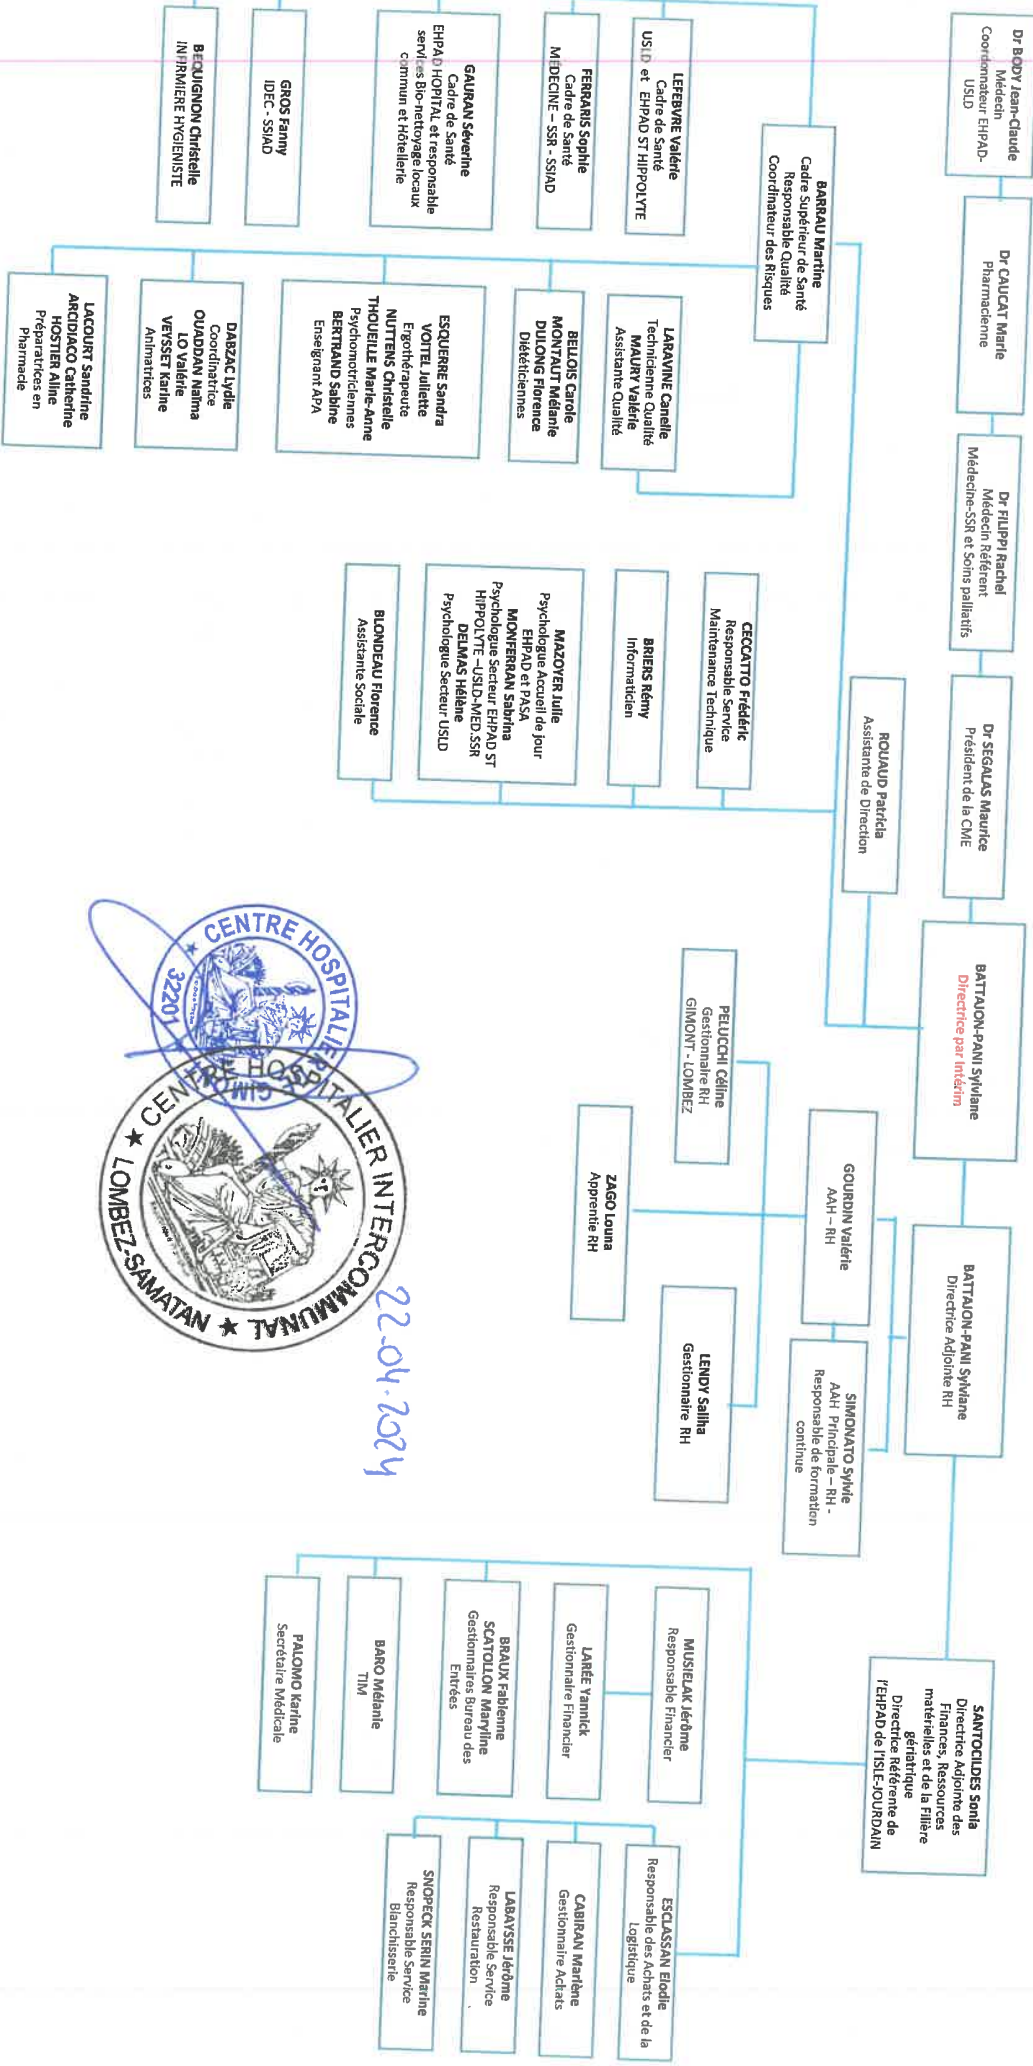 Dr BODY Jean-Claude
Médecin
Coordonnateur EHPAD-
USLD
Dr CAUCAT Marie
Pharmacienne
Dr FILIPPI Rachel
Médecin Référent
Médecine-SSR et Soins palliatifs
Dr SEGALAS Maurice
Président de la CME
BATTAJON-PANI Sylviane
Directrice par Intérim
BATTAJON-PANI Sylviane
Directrice Adjointe RH
SANTOCILDES Sonia
Directrice Adjointe des
Finances, Ressources
matérielles et de la Filière
gériatrique
Directrice Référente de
l'EHPAD de l'ISLE-JOURDAIN
ROUAUD Patricia
Assistante de Direction
GOURDIN Valérie
AAH – RH
SIMONATO Sylvie
AAH Principale – RH -
Responsable de formation
continue
BARRAU Martine
Cadre Supérieur de Santé
Responsable Qualité
Coordinateur des Risques
LEFEBVRE Valérie
Cadre de Santé
USLD et EHPAD ST HIPPOLYTE
FERRARIS Sophie
Cadre de Santé
MÉDECINE – SSR - SSIAD
GAURAN Séverine
Cadre de Santé
EHPAD HOPITAL et responsable
services Bio-nettoyage locaux
commun et Hôtellerie
GROS Fanny
IDEC - SSIAD
BEQUIGNON Christelle
INFIRMIERE HYGIENISTE
LARAVINE Canelle
Technicienne Qualité
MAURY Valérie
Assistante Qualité
BELLOIS Carole
MONTAUT Mélanie
DULONG Florence
Diététiciennes
ESQUERRE Sandra
VOITEL Juliette
Ergothérapeute
NUTTENS Christelle
THOUEILLE Marie-Anne
Psychomotriciennes
BERTRAND Sabine
Enseignant APA
DABZAC Lydie
Coordinatrice
OUADDAN Naïma
LO Valérie
VEYSSET Karine
Animatrices
LACOURT Sandrine
ARCIDIACO Catherine
HOSTIER Aline
Préparatrices en
Pharmacie
CECCATTO Frédéric
Responsable Service
Maintenance Technique
BRIERS Rémy
Informaticien
MAZOYER Julie
Psychologue Accueil de jour
EHPAD et PASA
MONFERRAN Sabrina
Psychologue Secteur EHPAD ST
HIPPOLYTE –USLD-MED.SSR
DELMAS Hélène
Psychologue Secteur USLD
BLONDEAU Florence
Assistante Sociale
PELUCCHI Céline
Gestionnaire RH
GIMONT - LOMBEZ
LENDY Saliha
Gestionnaire RH
ZAGO Louna
Apprentie RH
MUSIELAK Jérôme
Responsable Financier
LARÉE Yannick
Gestionnaire Financier
BRAUX Fabienne
SCATOLLON Maryline
Gestionnaires Bureau des
Entrées
BARO Mélanie
TIM
PALOMO Karine
Secrétaire Médicale
ESCLASSAN Elodie
Responsable des Achats et de la
Logistique
CABIRAN Marlène
Gestionnaire Achats
LABAYSSE Jérôme
Responsable Service
Restauration
SNOPECK SERIN Marine
Responsable Service
Blanchisserie
22-04-2024
★ CENTRE HOSPITALIER
GIMONT
32201
★ CENTRE HOSPITALIER INTERCOMMUNAL ★
LOMBEZ-SAMATAN